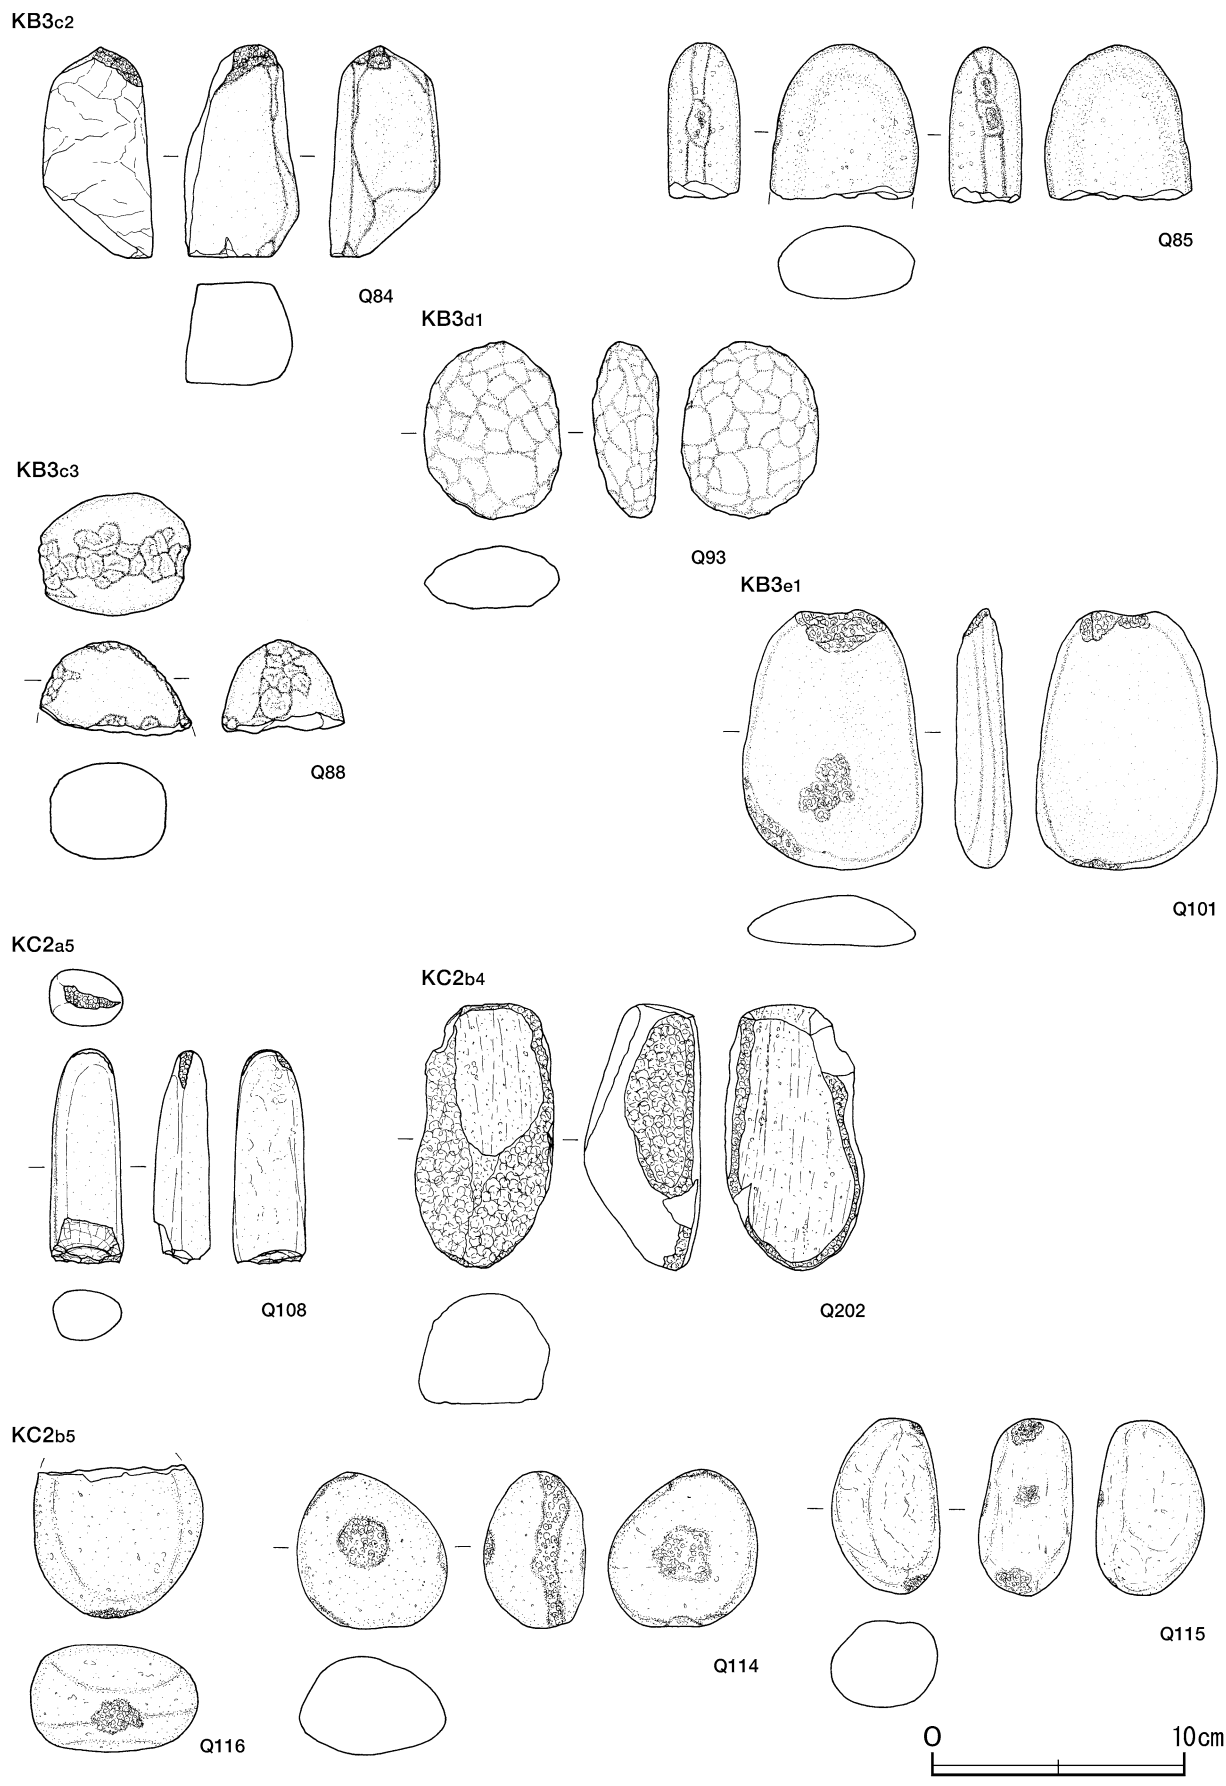 KB3c2
Q84
Q85
KB3d1
Q93
KB3c3
Q88
KB3e1
Q101
KC2a5
Q108
KC2b4
Q202
KC2b5
Q116
Q114
Q115
0 10cm